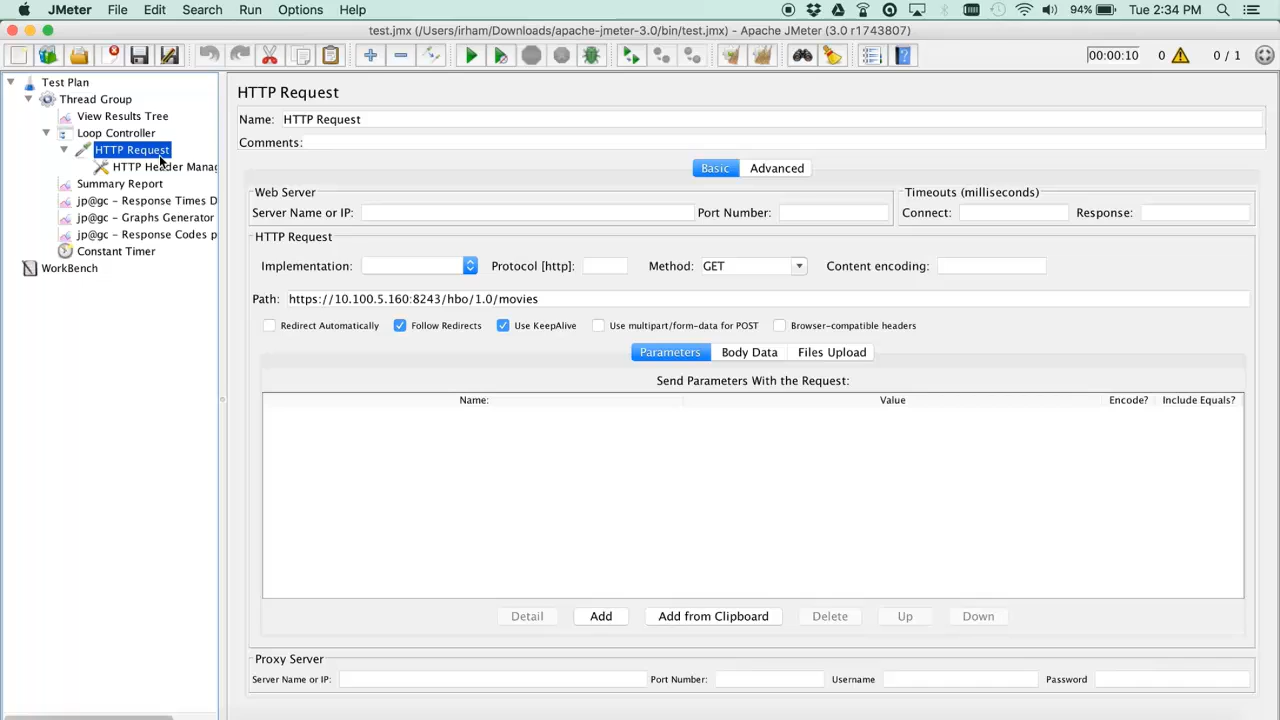 JMeter File Edit Search Run Options Help 94% Tue 2:34 PM
test.jmx (/Users/irham/Downloads/apache-jmeter-3.0/bin/test.jmx) - Apache JMeter (3.0 r1743807)
00:00:10 0 0 / 1
Test Plan
Thread Group
View Results Tree
Loop Controller
HTTP Request
HTTP Header Manag
Summary Report
jp@gc - Response Times D
jp@gc - Graphs Generator
jp@gc - Response Codes p
Constant Timer
WorkBench
HTTP Request
Name: HTTP Request
Comments:
Basic Advanced
Web Server Timeouts (milliseconds)
Server Name or IP: Port Number: Connect: Response:
HTTP Request
Implementation: Protocol [http]: Method: GET Content encoding:
Path: https://10.100.5.160:8243/hbo/1.0/movies
Redirect Automatically Follow Redirects Use KeepAlive Use multipart/form-data for POST Browser-compatible headers
Parameters Body Data Files Upload
Send Parameters With the Request:
Name: Value Encode? Include Equals?
Detail Add Add from Clipboard Delete Up Down
Proxy Server
Server Name or IP: Port Number: Username Password